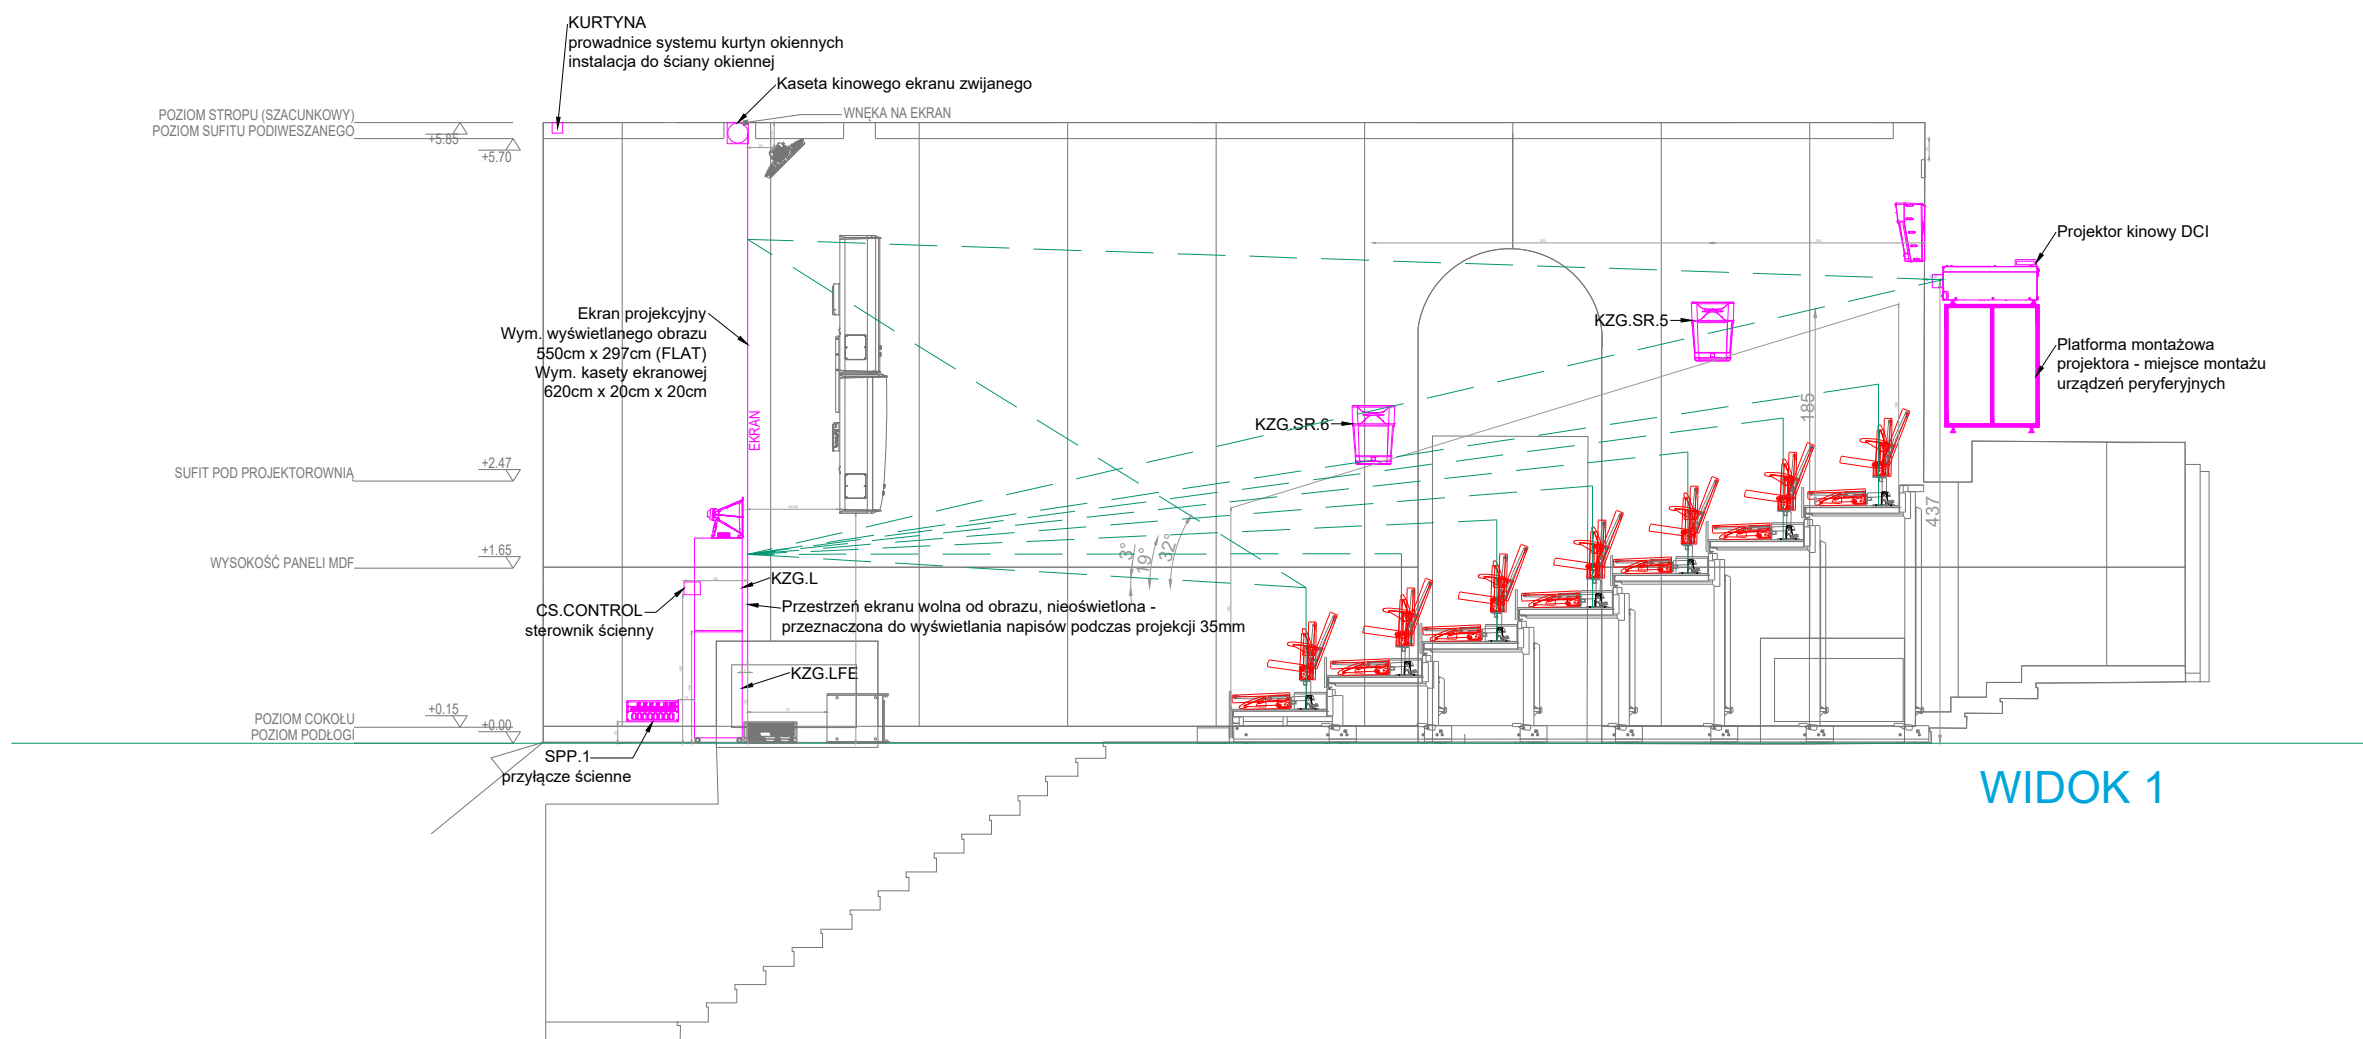 KURTYNA
prowadnice systemu kurtyn okiennych
instalacja do ściany okiennej
Kaseta kinowego ekranu zwijanego
WNĘKA NA EKRAN
POZIOM STROPU (SZACUNKOWY)
POZIOM SUFITU PODIWESZANEGO
+5.85
+5.70
Projektor kinowy DCI
Ekran projekcyjny
Wym. wyświetlanego obrazu
550cm x 297cm (FLAT)
Wym. kasety ekranowej
620cm x 20cm x 20cm
EKRAN
KZG.SR.5
Platforma montażowa
projektora - miejsce montażu
urządzeń peryferyjnych
185
KZG.SR.6
SUFIT POD PROJEKTOROWNIA
+2.47
437
3°
19°
32°
WYSOKOŚĆ PANELI MDF
+1.65
KZG.L
CS.CONTROL
sterownik ścienny
Przestrzeń ekranu wolna od obrazu, nieoświetlona -
przeznaczona do wyświetlania napisów podczas projekcji 35mm
KZG.LFE
POZIOM COKOŁU
+0.15
POZIOM PODŁOGI
+0.00
SPP.1
przyłącze ścienne
WIDOK 1